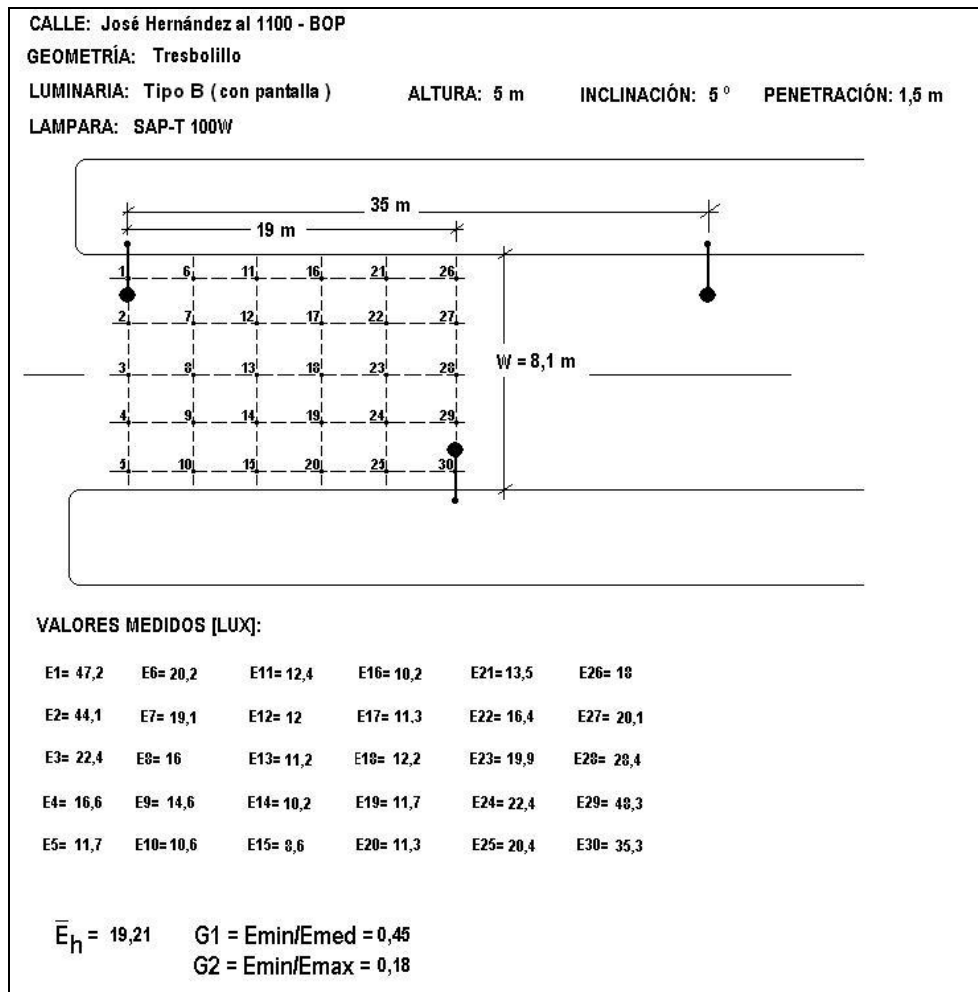 CALLE: José Hernández al 1100 - BOP
GEOMETRÍA: Tresbolillo
LUMINARIA: Tipo B ( con pantalla ) ALTURA: 5 m INCLINACIÓN: 5 º PENETRACIÓN: 1,5 m
LAMPARA: SAP-T 100W
35 m
19 m
1 6 11 16 21 26
2 7 12 17 22 27
3 8 13 18 23 28
W = 8,1 m
4 9 14 19 24 29
5 10 15 20 25 30
VALORES MEDIDOS [LUX]:
E1= 47,2 E6= 20,2 E11= 12,4 E16= 10,2 E21= 13,5 E26= 18
E2= 44,1 E7= 19,1 E12= 12 E17= 11,3 E22= 16,4 E27= 20,1
E3= 22,4 E8= 16 E13= 11,2 E18= 12,2 E23= 19,9 E28= 28,4
E4= 16,6 E9= 14,6 E14= 10,2 E19= 11,7 E24= 22,4 E29= 48,3
E5= 11,7 E10= 10,6 E15= 8,6 E20= 11,3 E25= 20,4 E30= 35,3
E̅h = 19,21 G1 = Emin/Emed = 0,45
G2 = Emin/Emax = 0,18